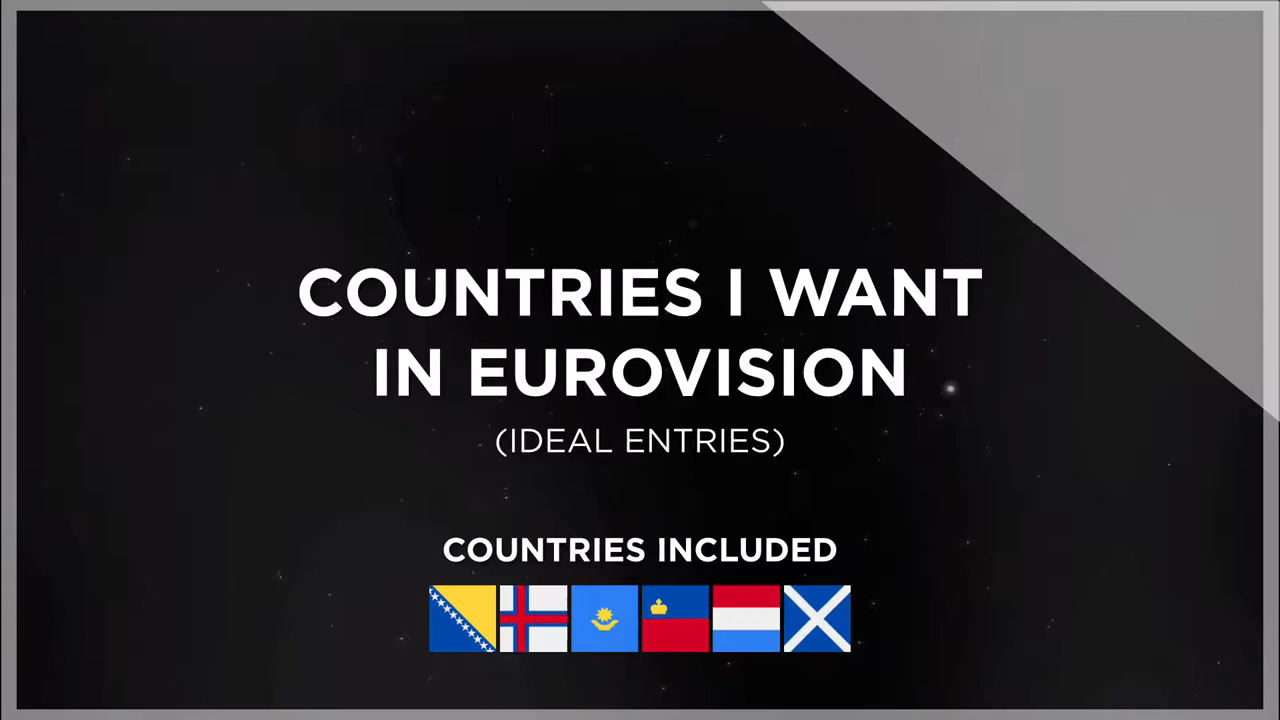 COUNTRIES I WANT
IN EUROVISION
(IDEAL ENTRIES)
COUNTRIES INCLUDED